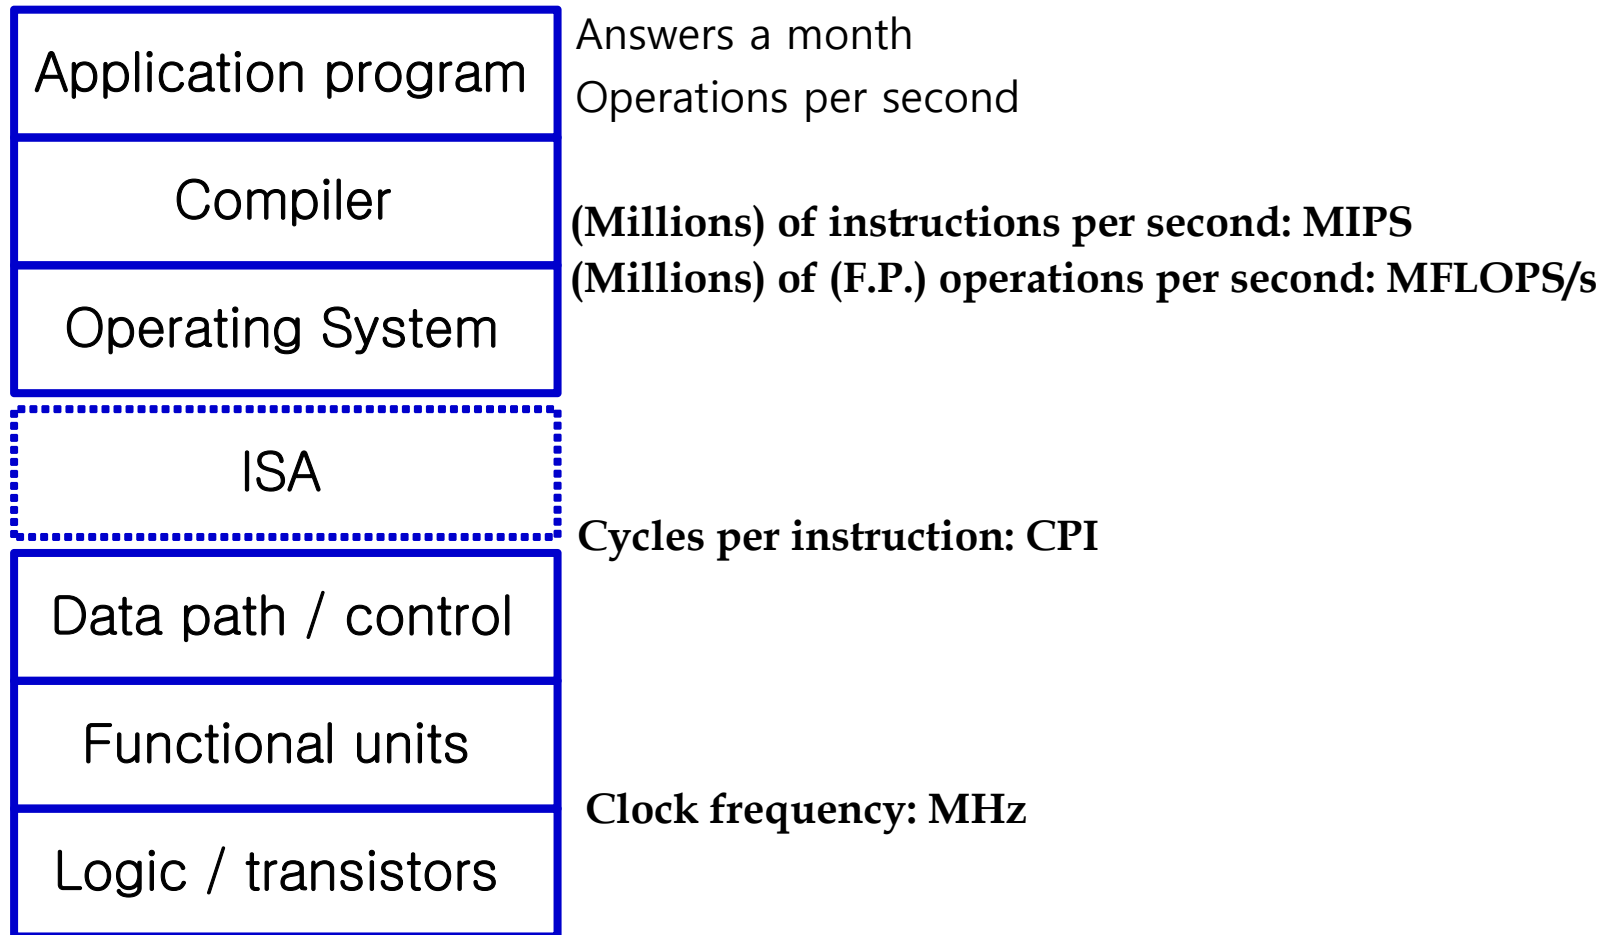 Application program
Answers a month
Operations per second
Compiler
(Millions) of instructions per second: MIPS
(Millions) of (F.P.) operations per second: MFLOPS/s
Operating System
ISA
Cycles per instruction: CPI
Data path / control
Functional units
Clock frequency: MHz
Logic / transistors